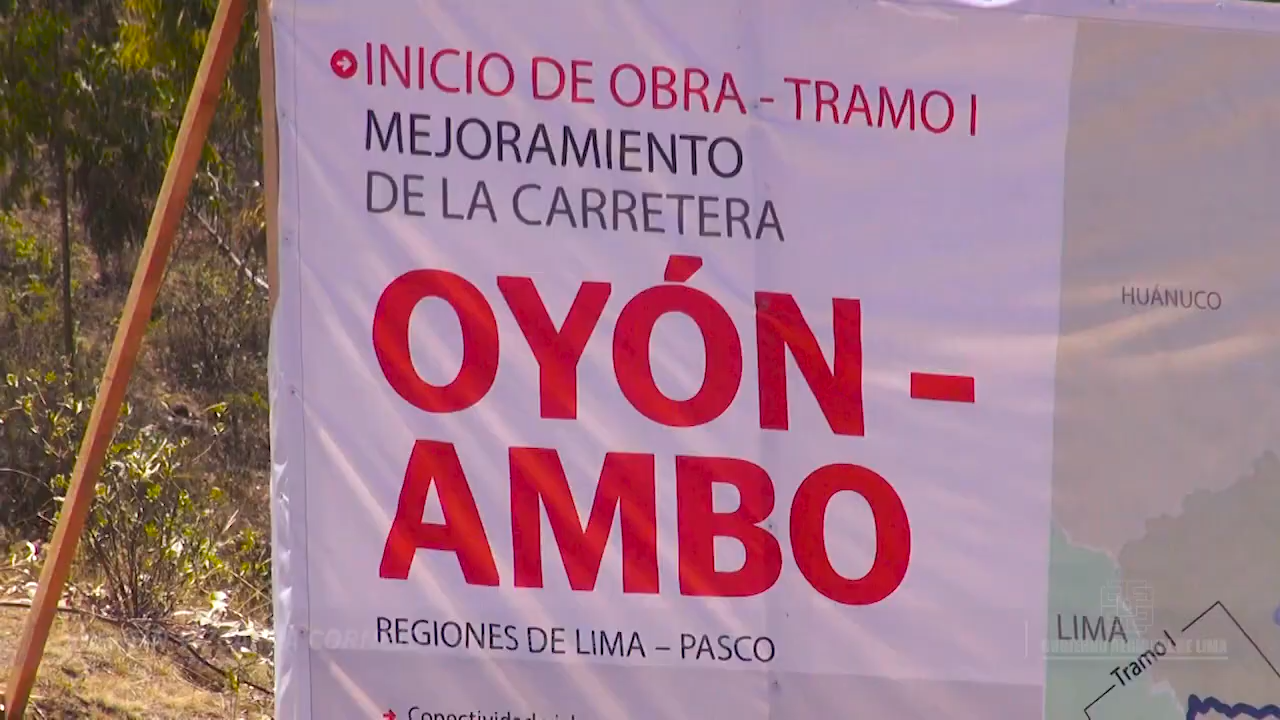 INICIO DE OBRA - TRAMO I
MEJORAMIENTO
DE LA CARRETERA
OYÓN -
AMBO
REGIONES DE LIMA – PASCO
HUÁNUCO
LIMA
Tramo I